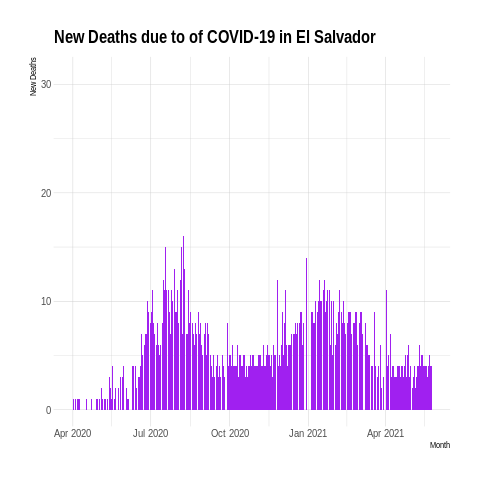 New Deaths due to of COVID-19 in El Salvador
New Deaths
30
20
10
0
Apr 2020
Jul 2020
Oct 2020
Jan 2021
Apr 2021
Month